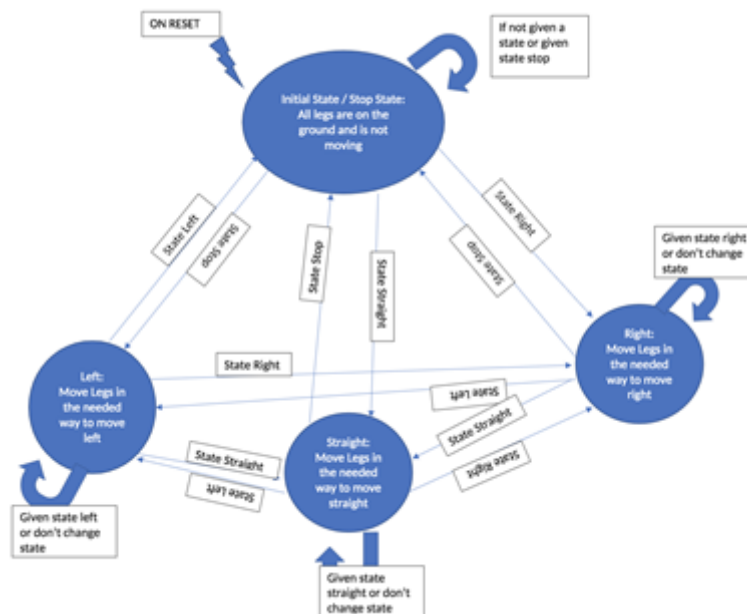 ON RESET
If not given a
state or given
state stop
Initial State / Stop State:
All legs are on the
ground and is not
moving
State Left
State Stop
State Stop
State Straight
State Right
State Stop
Given state right
or don't change
state
Right:
Move Legs in
the needed
way to move
right
State Right
State Left
Left:
Move Legs in
the needed
way to move
left
State Straight
State Right
Straight:
Move Legs in
the needed
way to move
straight
State Straight
State Left
Given state left
or don't change
state
Given state
straight or don't
change state